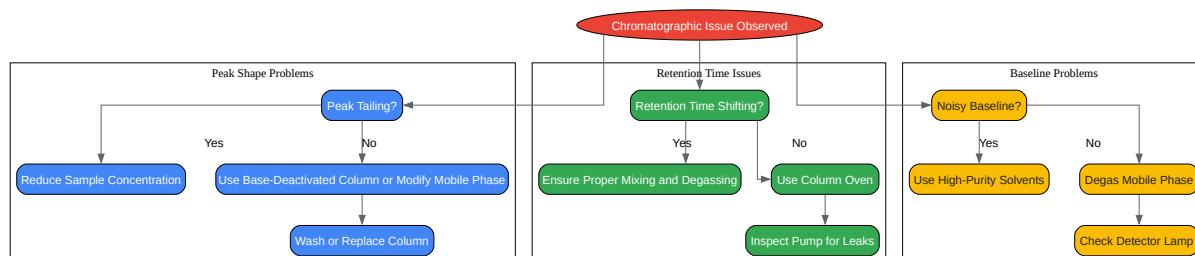 Chromatographic Issue Observed
Peak Shape Problems
Retention Time Issues
Baseline Problems
Peak Tailing?
Retention Time Shifting?
Noisy Baseline?
Yes
No
Yes
No
Yes
No
Reduce Sample Concentration
Use Base-Deactivated Column or Modify Mobile Phase
Ensure Proper Mixing and Degassing
Use Column Oven
Use High-Purity Solvents
Degas Mobile Phase
Wash or Replace Column
Inspect Pump for Leaks
Check Detector Lamp